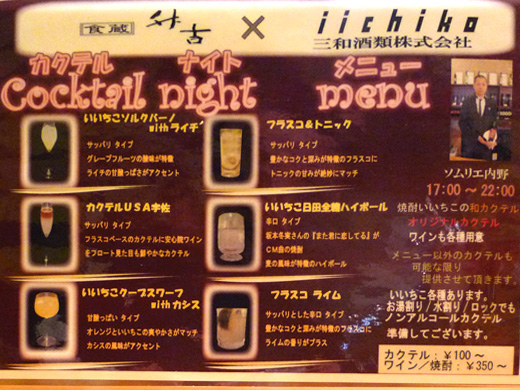 食蔵 弁古 × iichiko
三和酒類株式会社
カクテル ナイト メニュー
Cocktail night menu
いいちこソルクバーノ
withライチ
サッパリ タイプ
グレープフルーツの酸味が特徴
ライチの甘酸っぱさがアクセント
カクテルUSA宇佐
サッパリ タイプ
フラスコベースのカクテルに安心院ワイン
をフロート見た目も鮮やかなカクテル
いいちこクープスワーフ
withカシス
甘酸っぱい タイプ
オレンジといいちこの爽やかさがマッチ
カシスの風味がアクセント
フラスコ&トニック
サッパリ タイプ
豊かなコクと深みが特徴のフラスコに
トニックの甘みが絶妙にマッチ
いいちこ日田全麹ハイボール
辛口 タイプ
坂本冬実さんの『また君に恋してる』が
CM曲の焼酎
麦の風味が特徴のハイボール
フラスコ ライム
サッパリとした辛口 タイプ
豊かなコクと深みが特徴のフラスコに
ライムの香りがプラス
ソムリエ内野
17:00 ～ 22:00
焼酎いいちこの和カクテル
オリジナルカクテル
ワインも各種用意
メニュー以外のカクテルも
可能な限り
提供させて頂きます。
いいちこ各種あります。
お湯割り/水割り/ロックでも
ノンアルコールカクテル
準備してございます。
カクテル：￥100～
ワイン/焼酎：￥350～